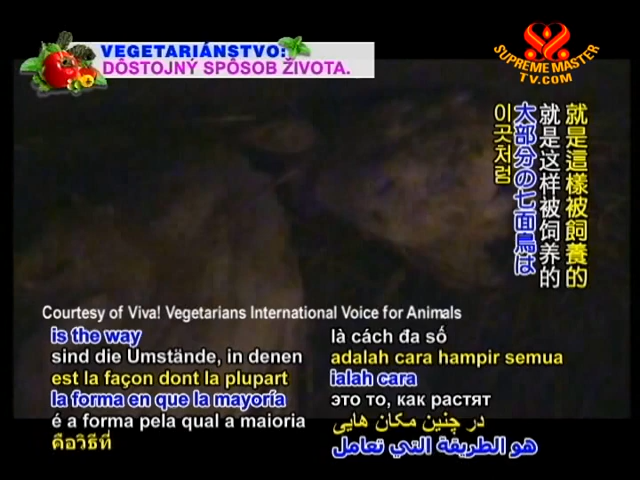 VEGETARIÁNSTVO:
DÔSTOJNÝ SPÔSOB ŽIVOTA.
SUPREME MASTER
TV.COM
就是這樣被飼養的
就是这样被饲养的
大部分の七面鳥は
이곳처럼
Courtesy of Viva! Vegetarians International Voice for Animals
is the way
sind die Umstände, in denen
est la façon dont la plupart
la forma en que la mayoría
é a forma pela qual a maioria
คือวิธีที่
là cách đa số
adalah cara hampir semua
ialah cara
это то, как растят
در چنین مکان هایی
هو الطريقة التي تعامل